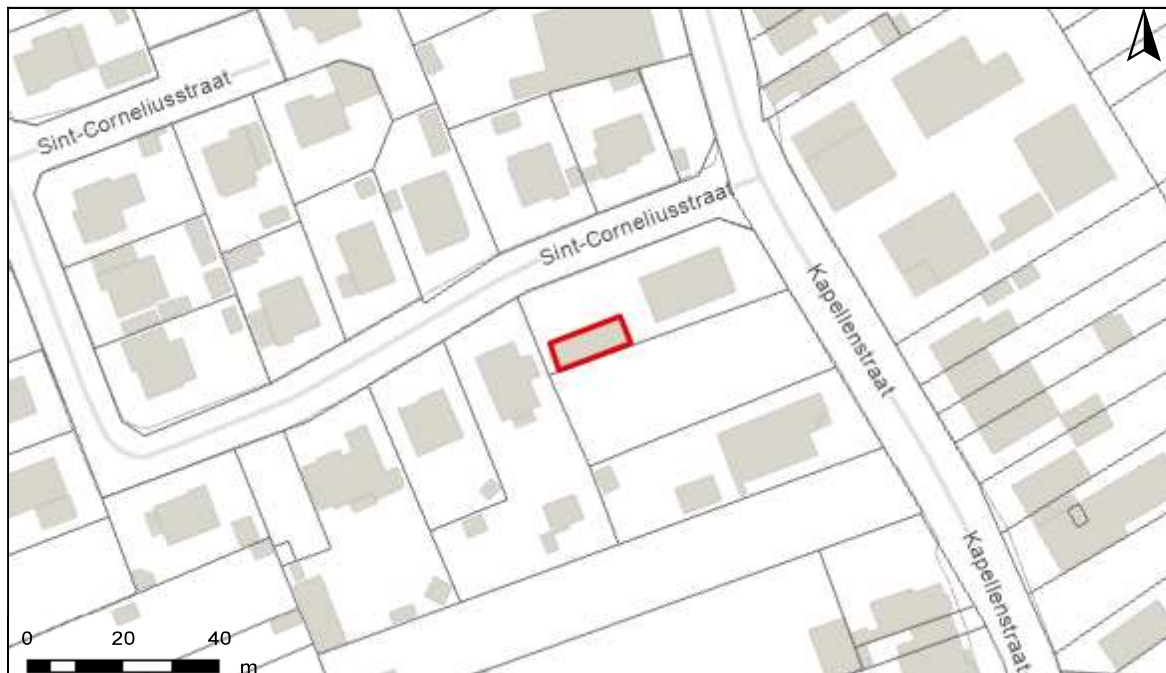 Sint-Corneliusstraat
Sint-Corneliusstraat
Kapellenstraat
Kapellenstraat
0 20 40
m